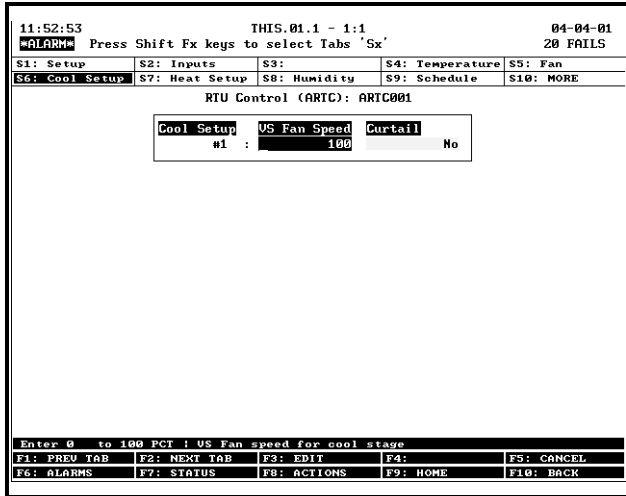 11:52:53 THIS.01.1 - 1:1 04-04-01
*ALARM* Press Shift Fx keys to select Tabs 'Sx' 20 FAILS
S1: Setup S2: Inputs S3: S4: Temperature S5: Fan
S6: Cool Setup S7: Heat Setup S8: Humidity S9: Schedule S10: MORE
RTU Control (ARTC): ARTC001
Cool Setup VS Fan Speed Curtail
#1 : 100 No
Enter 0 to 100 PCT | VS Fan speed for cool stage
F1: PREV TAB F2: NEXT TAB F3: EDIT F4: F5: CANCEL
F6: ALARMS F7: STATUS F8: ACTIONS F9: HOME F10: BACK